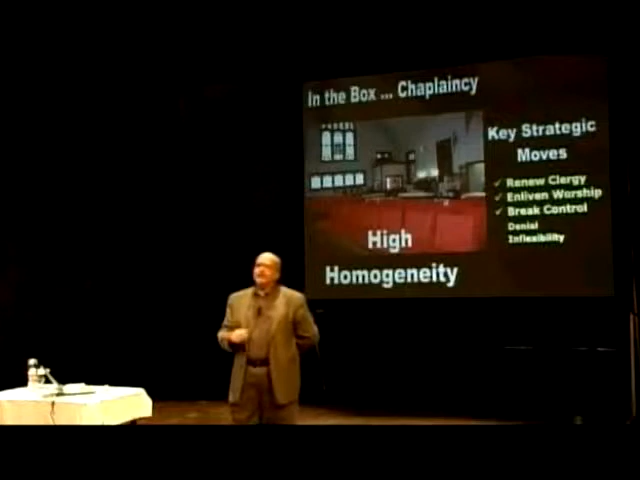 In the Box ... Chaplaincy
Key Strategic
Moves
✓ Renew Clergy
✓ Enliven Worship
✓ Break Control
Denial
Inflexibility
High
Homogeneity